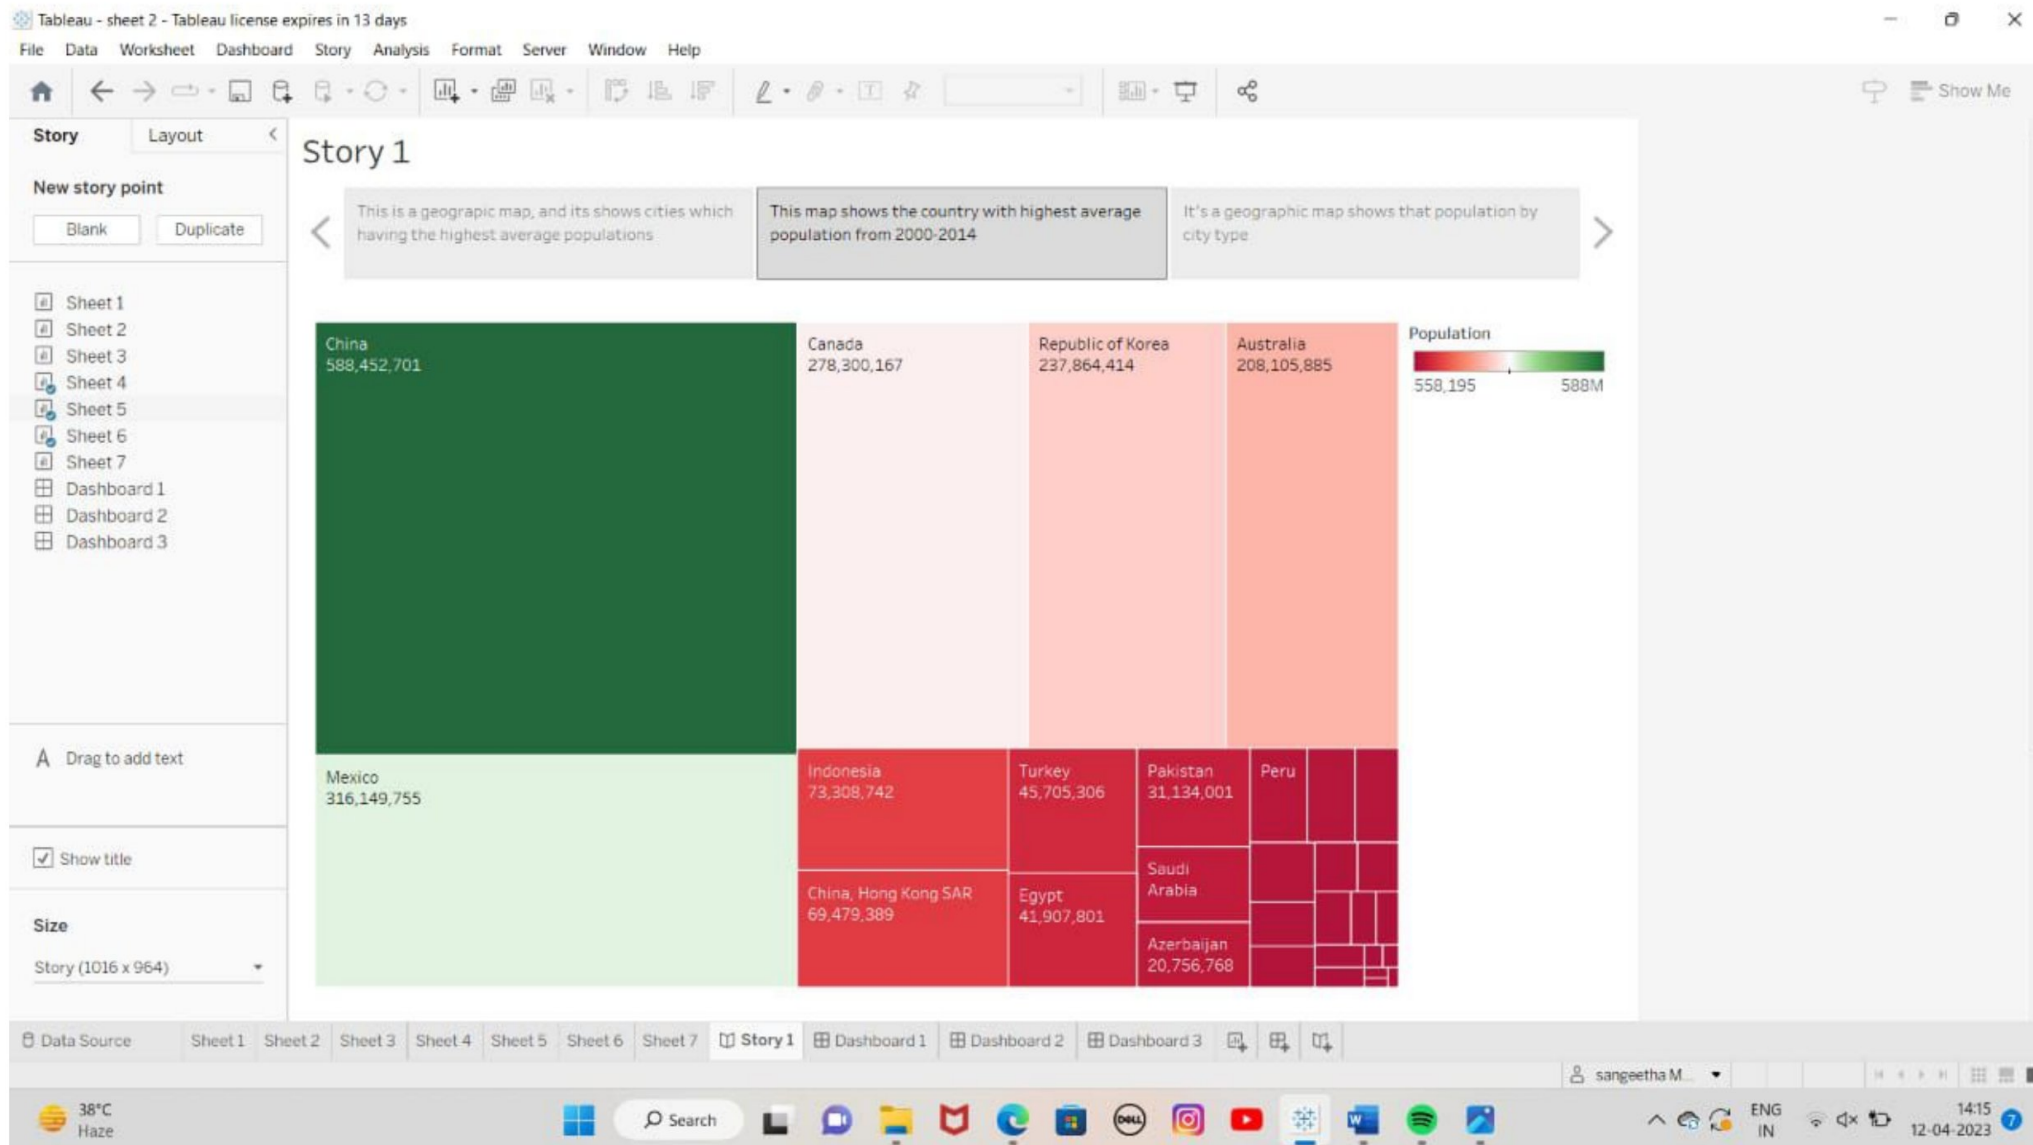 Tableau - sheet 2 - Tableau license expires in 13 days
File Data Worksheet Dashboard Story Analysis Format Server Window Help
Show Me
Story Layout
New story point
Blank Duplicate
Sheet 1
Sheet 2
Sheet 3
Sheet 4
Sheet 5
Sheet 6
Sheet 7
Dashboard 1
Dashboard 2
Dashboard 3
A Drag to add text
Show title
Size
Story (1016 x 964)
Story 1
This is a geograpic map, and its shows cities which
having the highest average populations
This map shows the country with highest average
population from 2000-2014
It's a geographic map shows that population by
city type
China
588,452,701
Canada
278,300,167
Republic of Korea
237,864,414
Australia
208,105,885
Mexico
316,149,755
Indonesia
73,308,742
China, Hong Kong SAR
69,479,389
Turkey
45,705,306
Egypt
41,907,801
Pakistan
31,134,001
Saudi
Arabia
Azerbaijan
20,756,768
Peru
Population
558,195 588M
Data Source Sheet 1 Sheet 2 Sheet 3 Sheet 4 Sheet 5 Sheet 6 Sheet 7 Story 1 Dashboard 1 Dashboard 2 Dashboard 3
sangeetha M...
38°C
Haze
Search
DELL
W
ENG
IN
14:15
12-04-2023
7